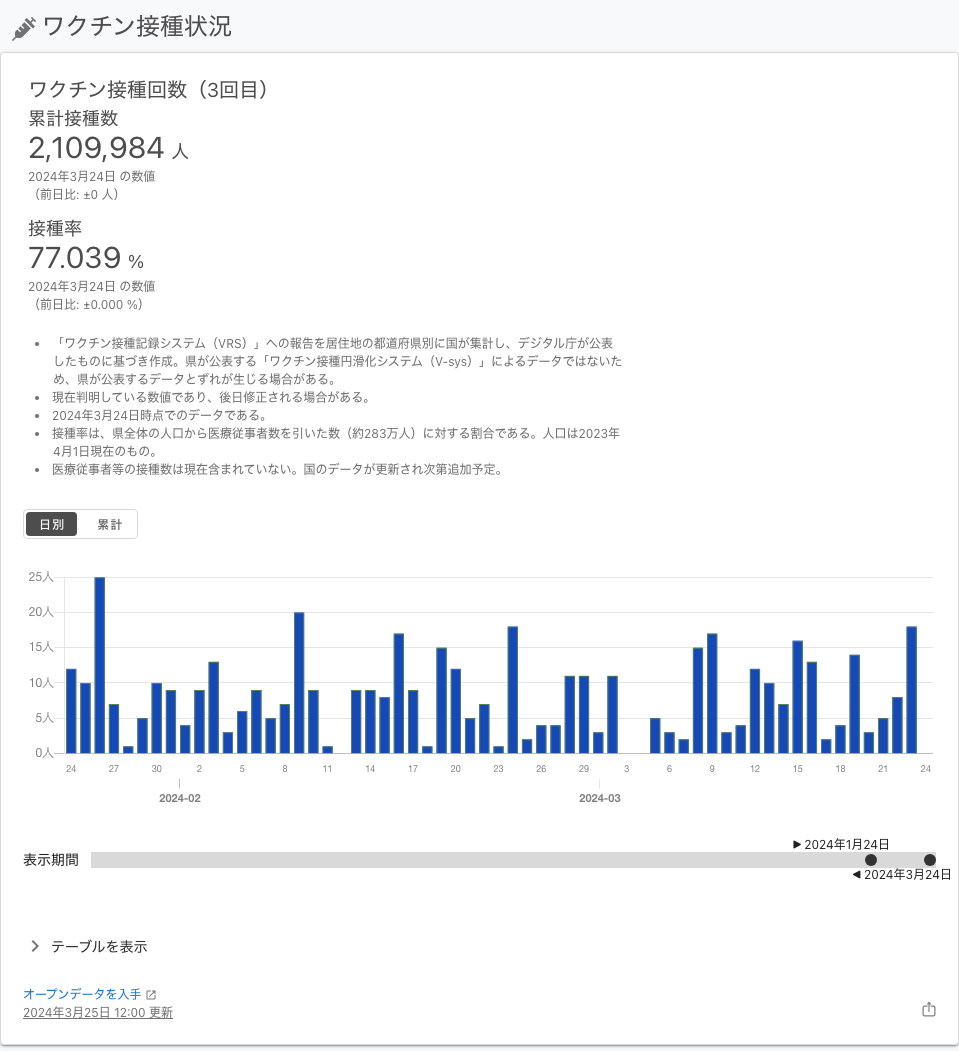 ワクチン接種状況
ワクチン接種回数（3回目）
累計接種数
2,109,984 人
2024年3月24日 の数値
（前日比: ±0 人）
接種率
77.039 %
2024年3月24日 の数値
（前日比: ±0.000 %）
• 「ワクチン接種記録システム（VRS）」への報告を居住地の都道府県別に国が集計し、デジタル庁が公表
したものに基づき作成。県が公表する「ワクチン接種円滑化システム（V-sys）」によるデータではないた
め、県が公表するデータとずれが生じる場合がある。
• 現在判明している数値であり、後日修正される場合がある。
• 2024年3月24日時点でのデータである。
• 接種率は、県全体の人口から医療従事者数を引いた数（約283万人）に対する割合である。人口は2023年
4月1日現在のもの。
• 医療従事者等の接種数は現在含まれていない。国のデータが更新され次第追加予定。
日別 累計
25人
20人
15人
10人
5人
0人
24 27 30 2 5 8 11 14 17 20 23 26 29 3 6 9 12 15 18 21 24
2024-02 2024-03
▶ 2024年1月24日
表示期間
◀ 2024年3月24日
テーブルを表示
オープンデータを入手
2024年3月25日 12:00 更新